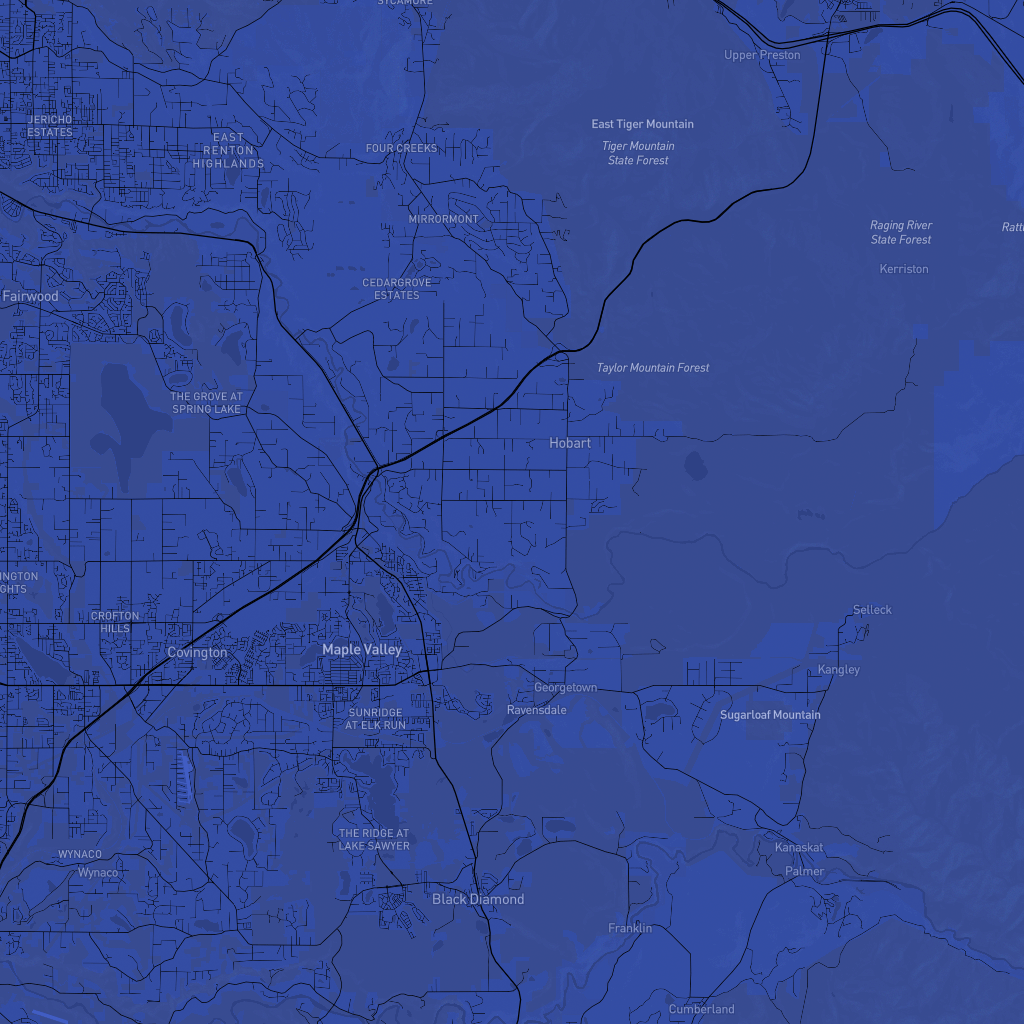 SYCAMORE
Upper Preston
JERICHO
ESTATES
East Tiger Mountain
EAST
RENTON
HIGHLANDS
FOUR CREEKS
Tiger Mountain
State Forest
MIRRORMONT
Raging River
State Forest
Kerriston
CEDARGROVE
ESTATES
Fairwood
Taylor Mountain Forest
THE GROVE AT
SPRING LAKE
Hobart
Selleck
CROFTON
HILLS
Covington
Maple Valley
Kangley
Georgetown
Ravensdale
SUNRIDGE
AT ELK RUN
Sugarloaf Mountain
THE RIDGE AT
LAKE SAWYER
WYNACO
Wynaco
Kanaskat
Palmer
Black Diamond
Franklin
Cumberland